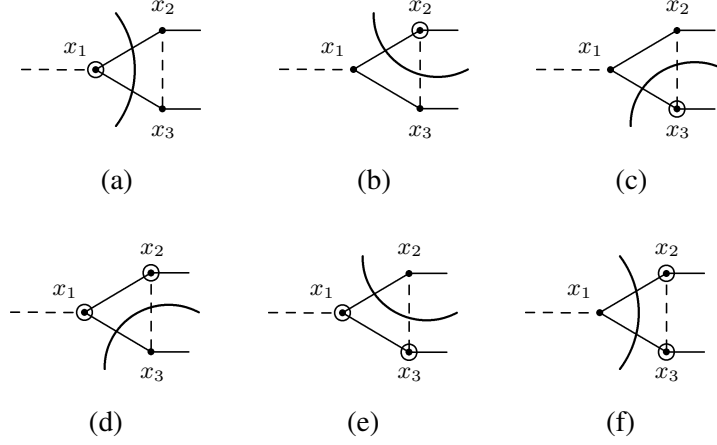 x₂ x₂ x₂
x₁ x₁ x₁
x₃ x₃ x₃
(a) (b) (c)
x₂ x₂ x₂
x₁ x₁ x₁
x₃ x₃ x₃
(d) (e) (f)